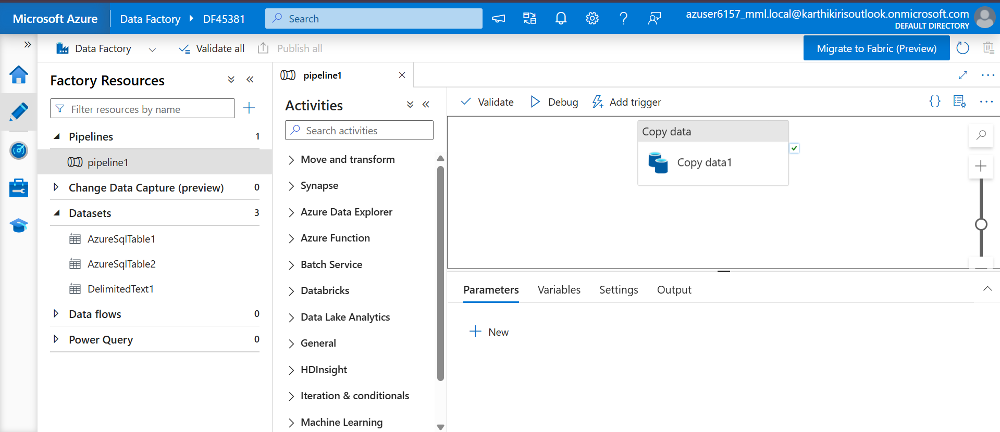 Microsoft Azure
Data Factory
DF45381
Search
azuser6157_mml.local@karthikirisoutlook.onmicrosoft.com
DEFAULT DIRECTORY
Data Factory
Validate all
Publish all
Migrate to Fabric (Preview)
Factory Resources
Filter resources by name
Pipelines 1
pipeline1
Change Data Capture (preview) 0
Datasets 3
AzureSqlTable1
AzureSqlTable2
DelimitedText1
Data flows 0
Power Query 0
pipeline1
Activities
Search activities
Move and transform
Synapse
Azure Data Explorer
Azure Function
Batch Service
Databricks
Data Lake Analytics
General
HDInsight
Iteration & conditionals
Machine Learning
Validate
Debug
Add trigger
Copy data
Copy data1
Parameters
Variables
Settings
Output
New